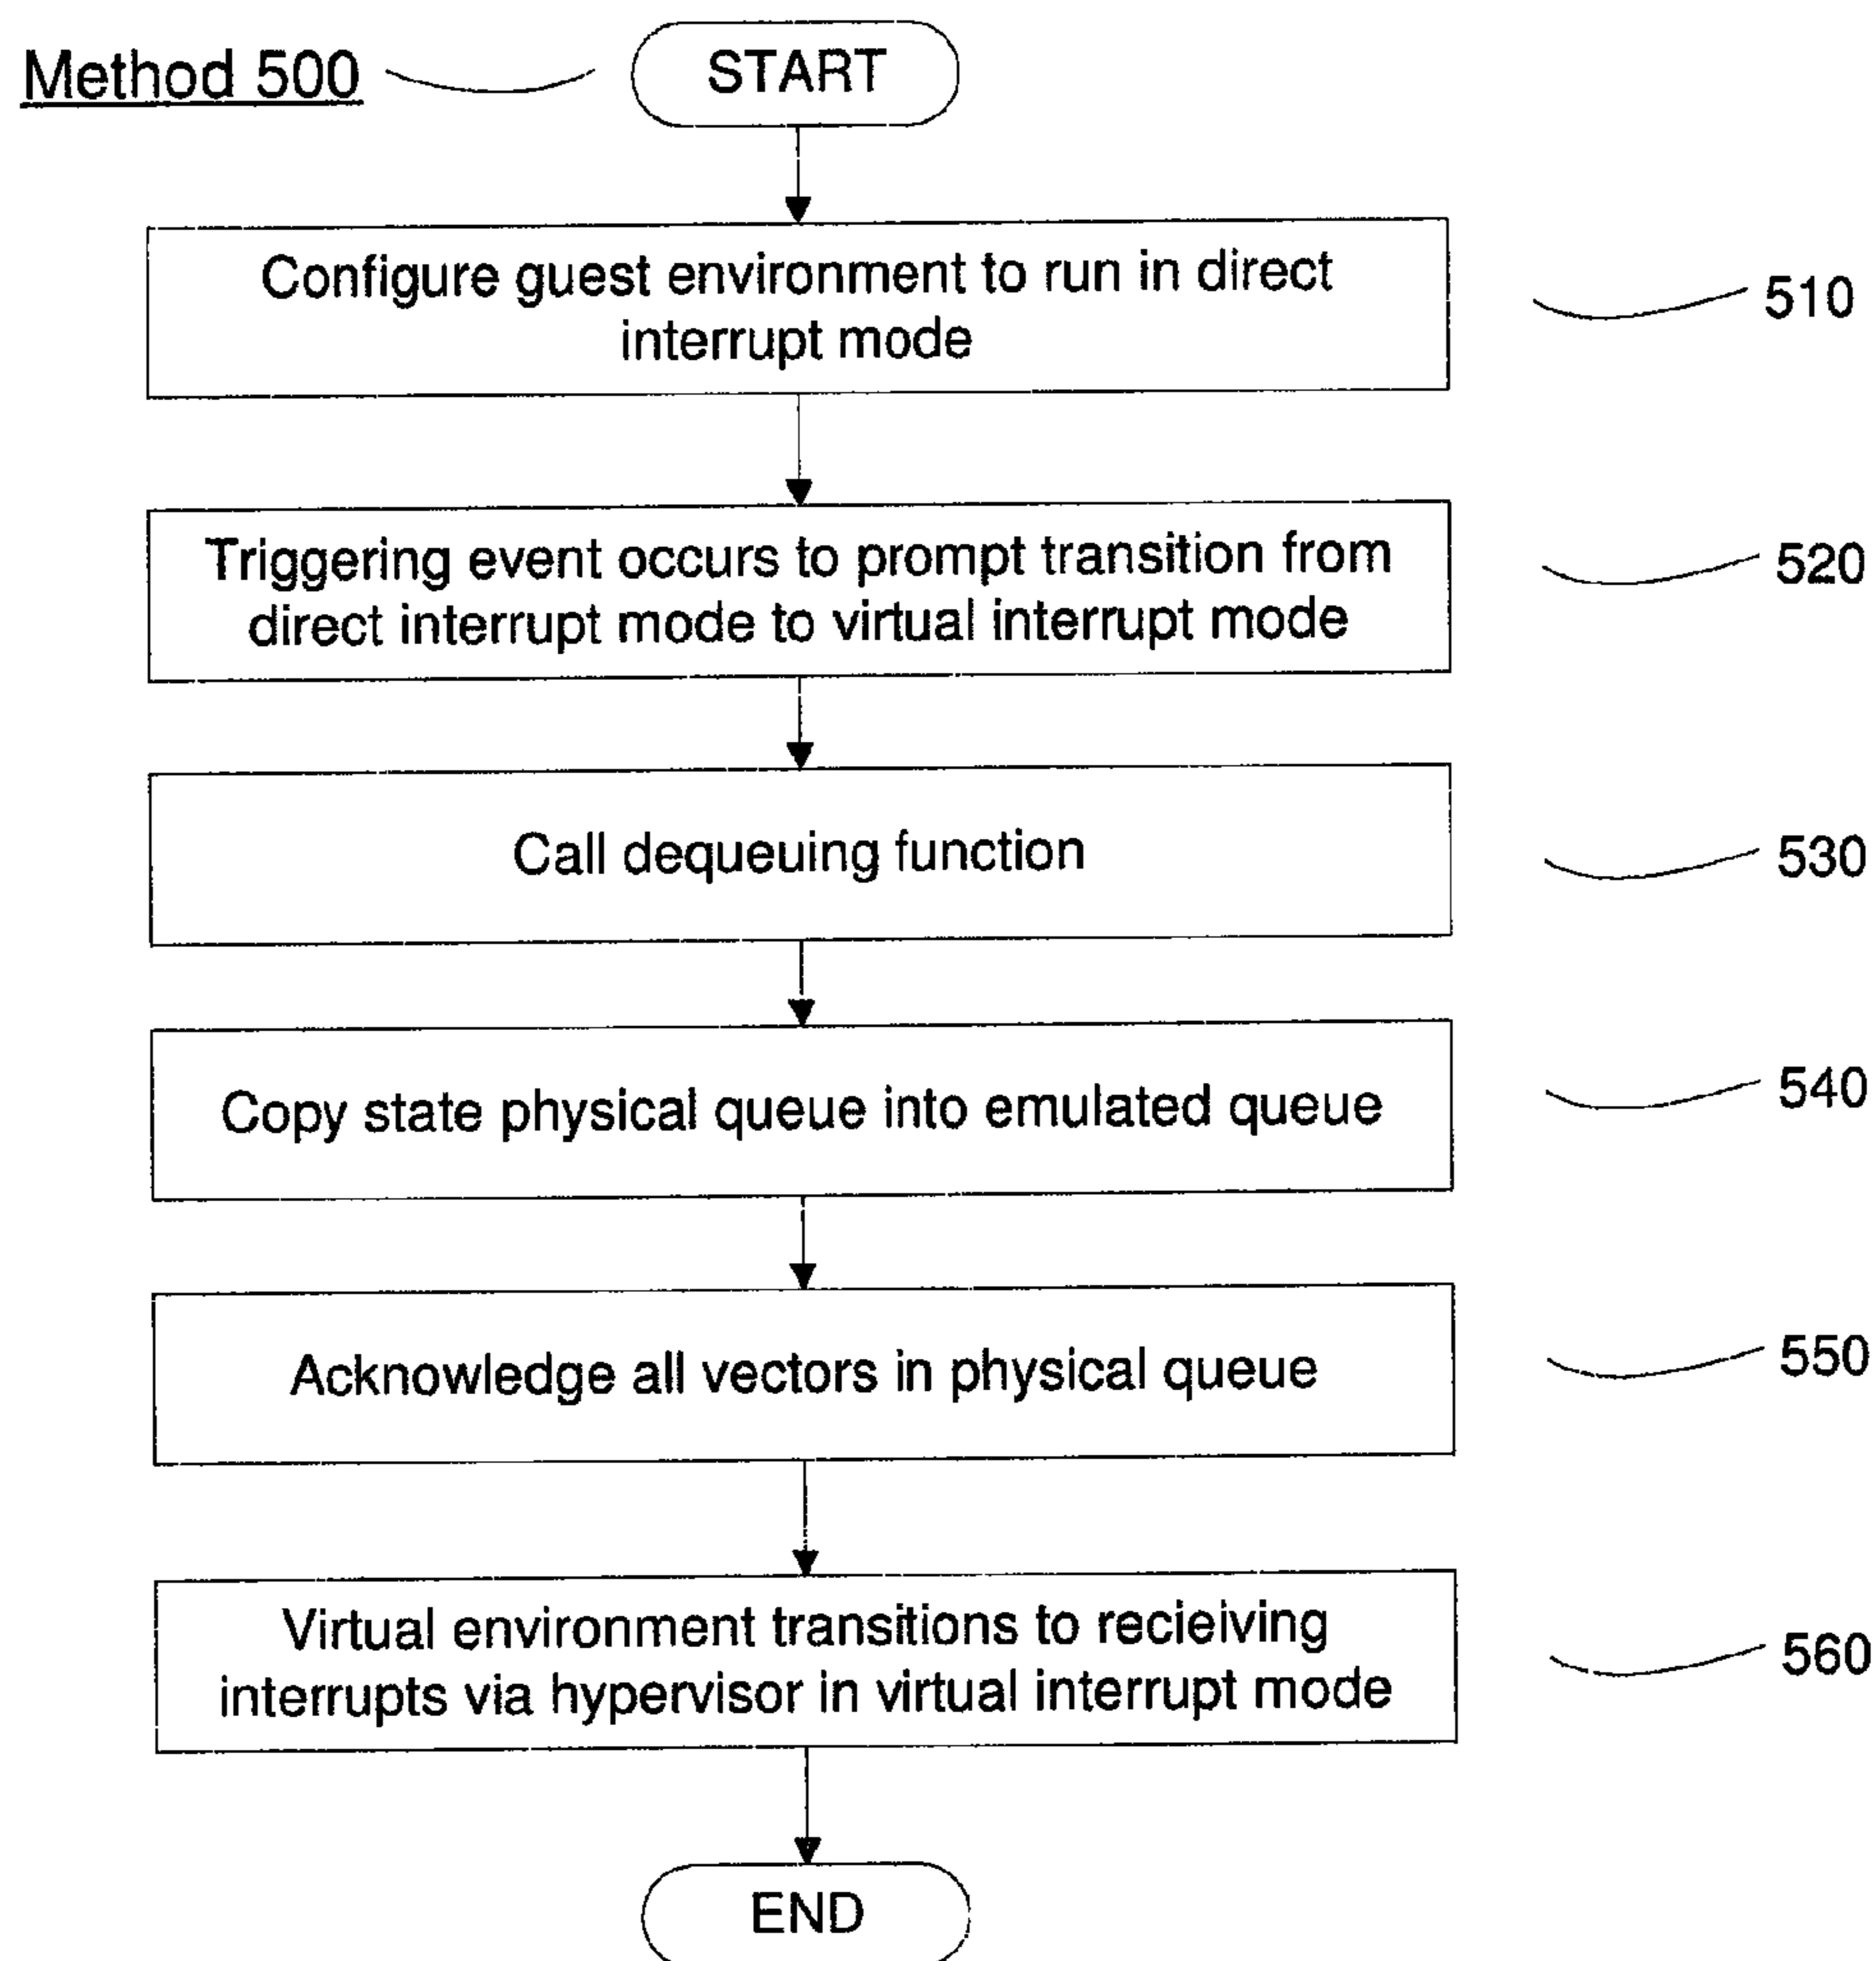 Method 500
START
Configure guest environment to run in direct
interrupt mode
510
Triggering event occurs to prompt transition from
direct interrupt mode to virtual interrupt mode
520
Call dequeuing function
530
Copy state physical queue into emulated queue
540
Acknowledge all vectors in physical queue
550
Virtual environment transitions to recieiving
interrupts via hypervisor in virtual interrupt mode
560
END